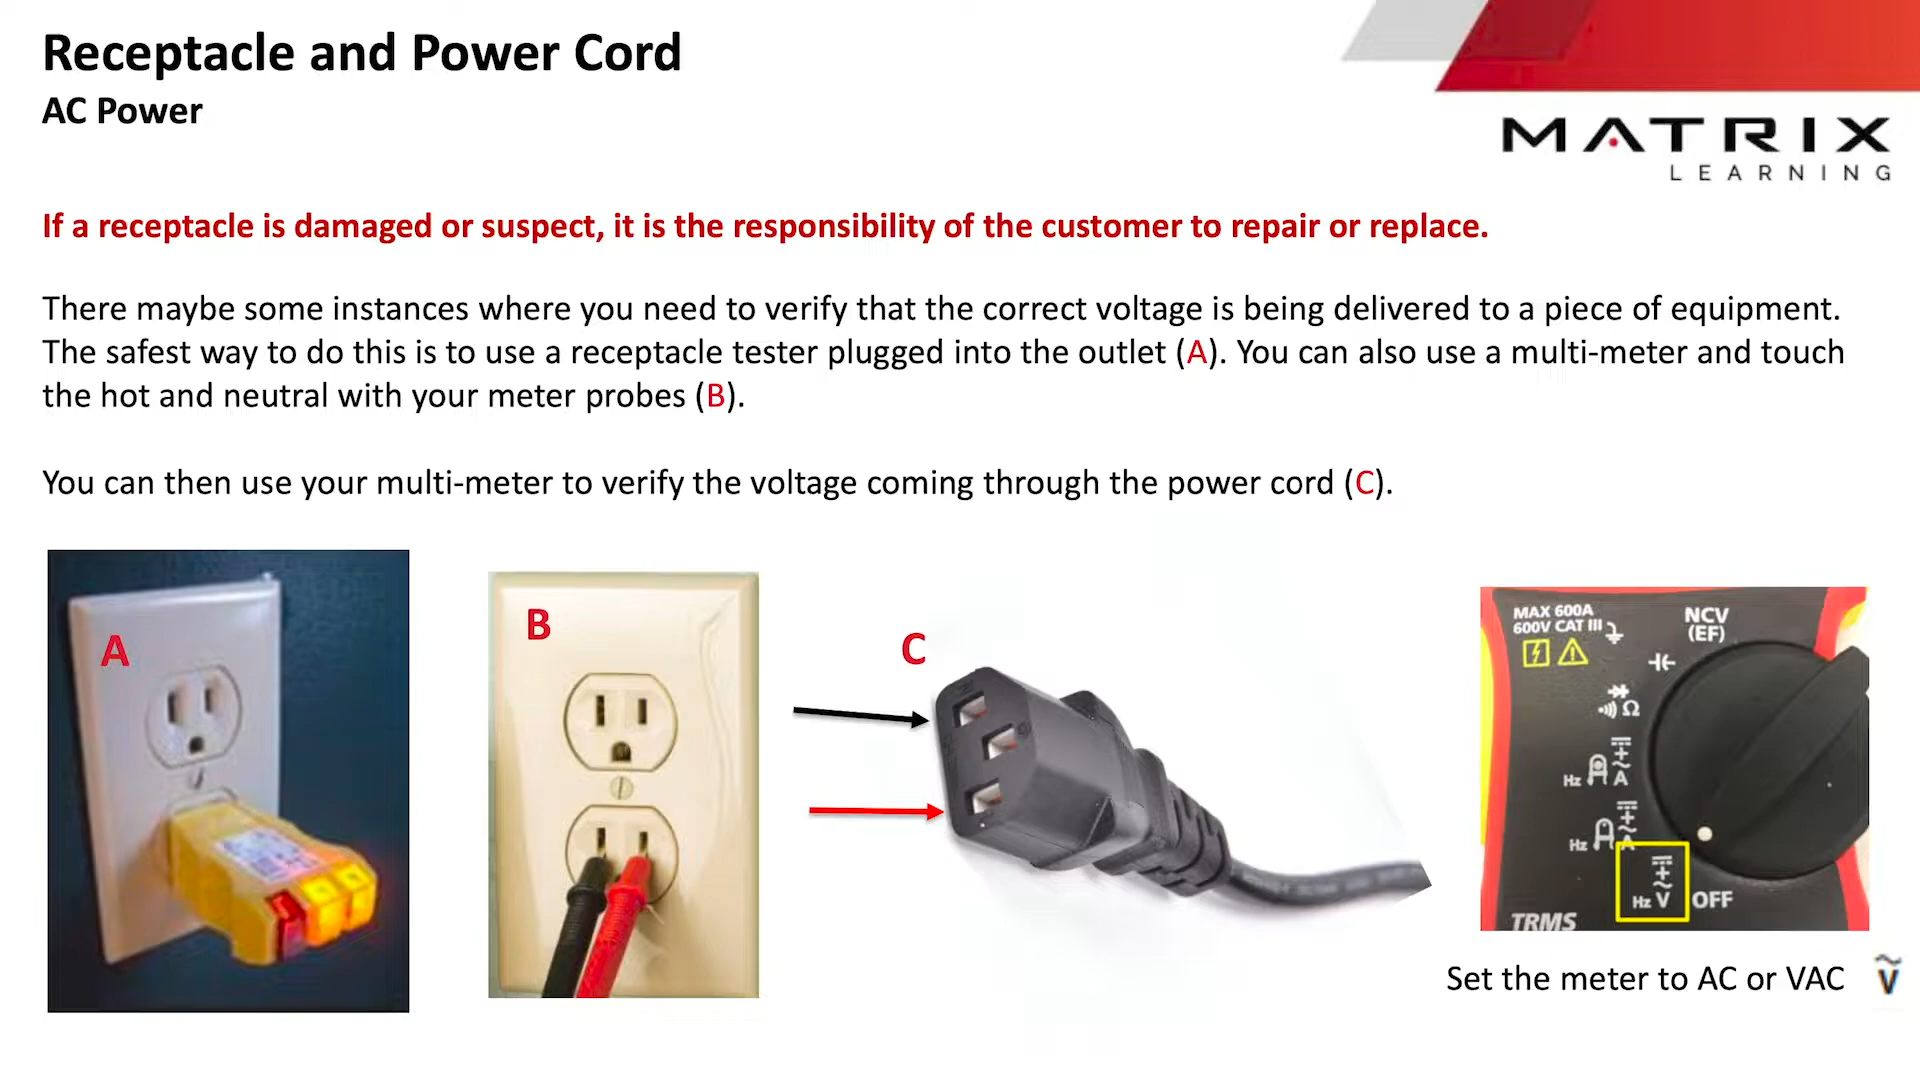 Receptacle and Power Cord
AC Power
MATRIX
LEARNING
If a receptacle is damaged or suspect, it is the responsibility of the customer to repair or replace.
There maybe some instances where you need to verify that the correct voltage is being delivered to a piece of equipment.
The safest way to do this is to use a receptacle tester plugged into the outlet (A). You can also use a multi-meter and touch
the hot and neutral with your meter probes (B).
You can then use your multi-meter to verify the voltage coming through the power cord (C).
A
B
C
MAX 600A
600V CAT III
NCV
(EF)
Ω
Hz A
Hz A
Hz V
OFF
TRMS
Set the meter to AC or VAC Ṽ